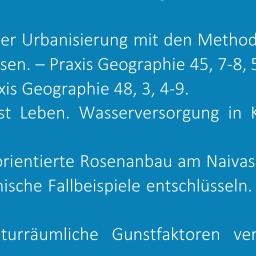 er Urbanisierung mit den Method
sen. – Praxis Geographie 45, 7-8, 5
xis Geographie 48, 3, 4-9.
st Leben. Wasserversorgung in K
orientierte Rosenanbau am Naivas
nische Fallbeispiele entschlüsseln.
turräumliche Gunstfaktoren ver